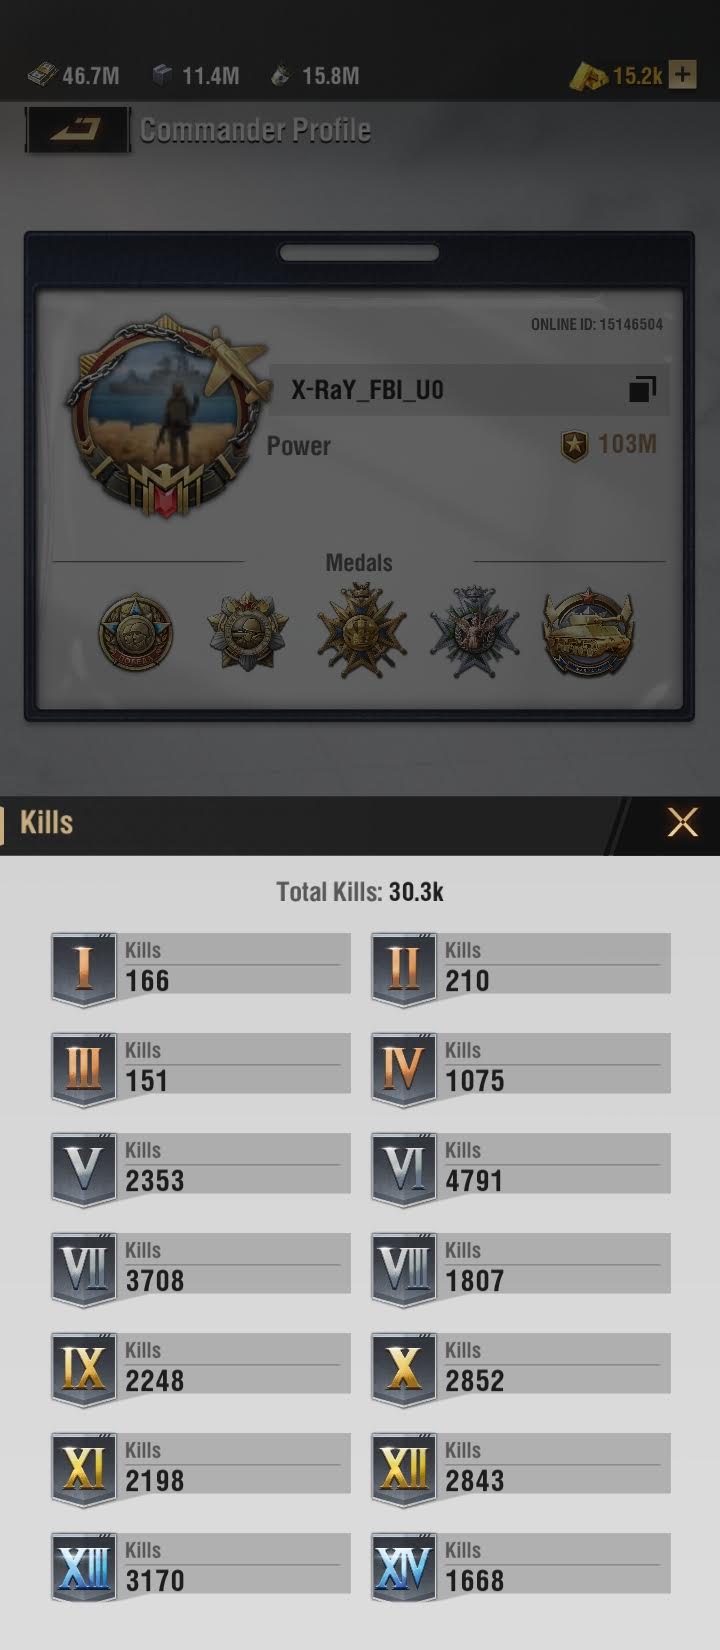 46.7M 11.4M 15.8M 15.2k +
Commander Profile
ONLINE ID: 15146504
X-RaY_FBI_U0
Power 103M
Medals
Kills
Total Kills: 30.3k
I Kills 166
II Kills 210
III Kills 151
IV Kills 1075
V Kills 2353
VI Kills 4791
VII Kills 3708
VIII Kills 1807
IX Kills 2248
X Kills 2852
XI Kills 2198
XII Kills 2843
XIII Kills 3170
XIV Kills 1668